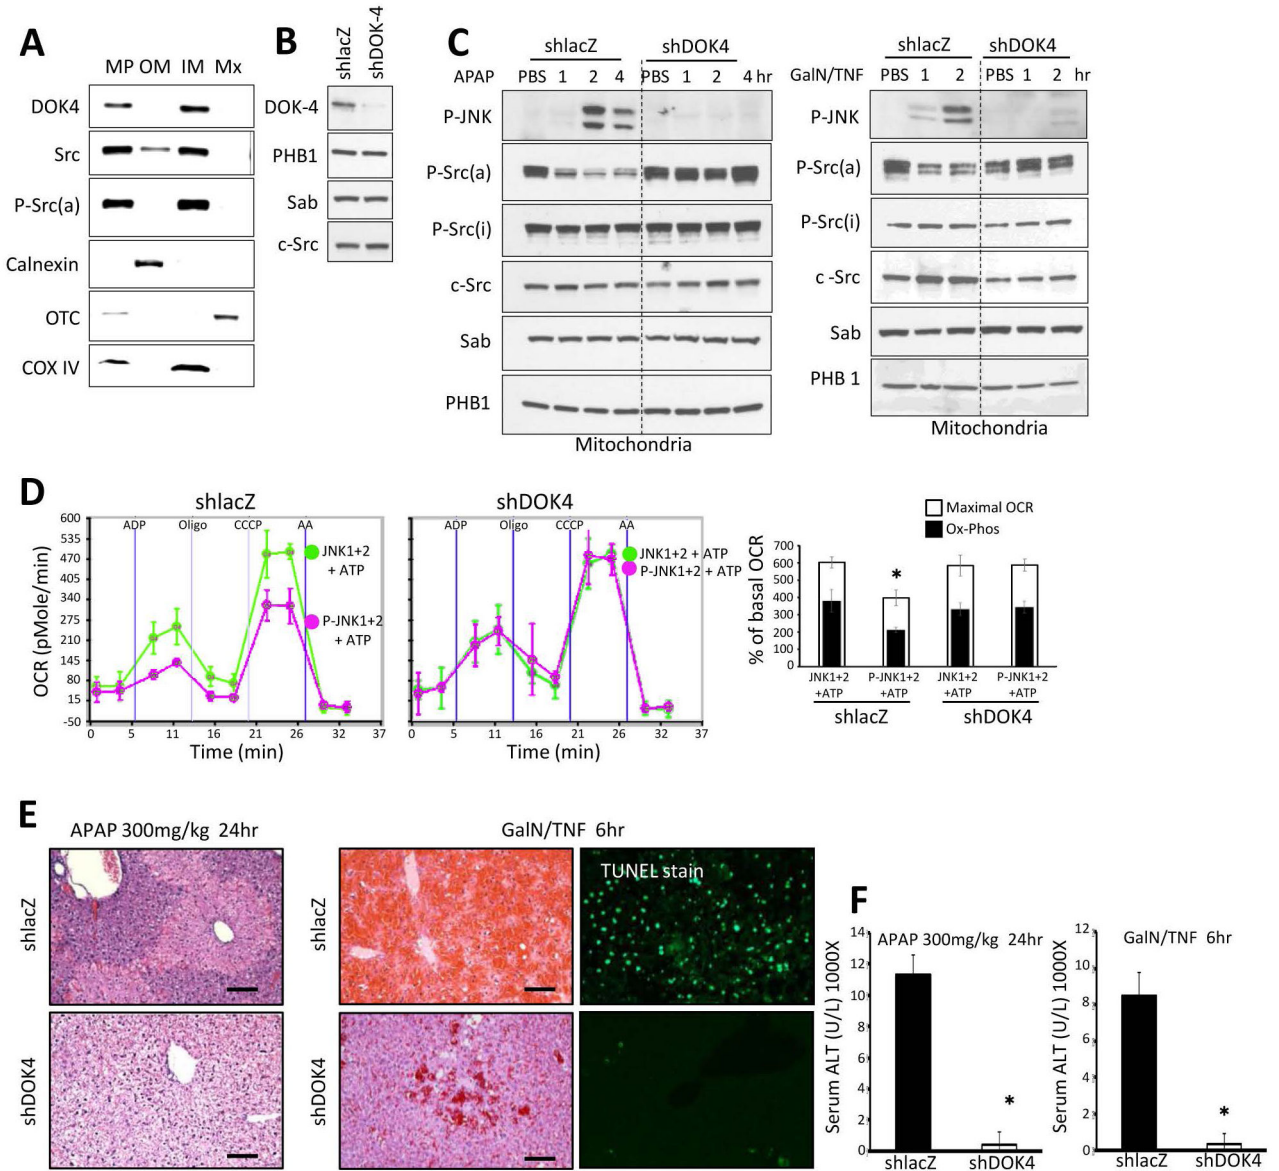 A
MP OM IM Mx
DOK4
Src
P-Src(a)
Calnexin
OTC
COX IV
B
shlacZ
shDOK-4
DOK-4
PHB1
Sab
c-Src
C
shlacZ shDOK4
APAP PBS 1 2 4 PBS 1 2 4 hr
P-JNK
P-Src(a)
P-Src(i)
c-Src
Sab
PHB1
Mitochondria
shlacZ shDOK4
GalN/TNF PBS 1 2 PBS 1 2 hr
P-JNK
P-Src(a)
P-Src(i)
c -Src
Sab
PHB 1
Mitochondria
D
shlacZ
OCR (pMole/min)
600
535
470
405
340
275
210
145
80
15
-50
ADP Oligo CCCP AA
JNK1+2
+ ATP
P-JNK1+2
+ ATP
0 5 11 16 21 26 32 37
Time (min)
shDOK4
ADP Oligo CCCP AA
JNK1+2 + ATP
P-JNK1+2 + ATP
0 5 11 16 21 26 32 37
Time (min)
Maximal OCR
Ox-Phos
% of basal OCR
700
600
500
400
300
200
100
0
*
JNK1+2 +ATP
P-JNK1+2 +ATP
JNK1+2 +ATP
P-JNK1+2 +ATP
shlacZ shDOK4
E
APAP 300mg/kg 24hr
GalN/TNF 6hr
shlacZ
shDOK4
shlacZ
shDOK4
TUNEL stain
F
Serum ALT (U/L) 1000X
14
12
10
8
6
4
2
0
APAP 300mg/kg 24hr
*
shlacZ shDOK4
Serum ALT (U/L) 1000X
12
10
8
6
4
2
0
GalN/TNF 6hr
*
shlacZ shDOK4